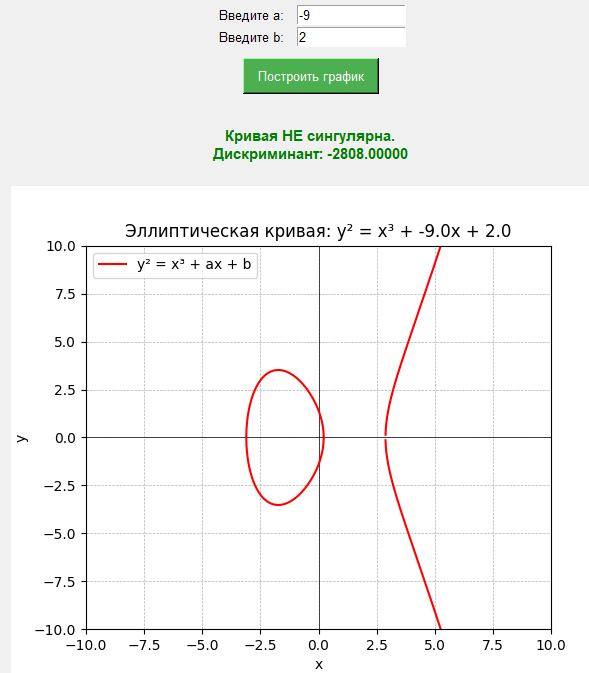 Введите a: -9
Введите b: 2
Построить график
Кривая НЕ сингулярна.
Дискриминант: -2808.00000
Эллиптическая кривая: y² = x³ + -9.0x + 2.0
y² = x³ + ax + b
10.0
7.5
5.0
2.5
0.0
−2.5
−5.0
−7.5
−10.0
y
−10.0 −7.5 −5.0 −2.5 0.0 2.5 5.0 7.5 10.0
x